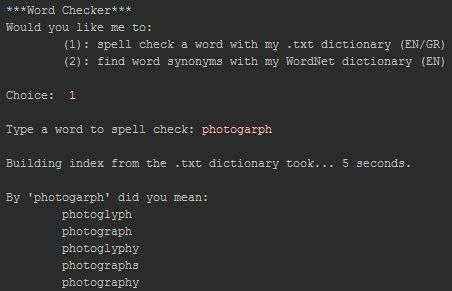 ***Word Checker***
Would you like me to:
(1): spell check a word with my .txt dictionary (EN/GR)
(2): find word synonyms with my WordNet dictionary (EN)
Choice: 1
Type a word to spell check: photogarph
Building index from the .txt dictionary took... 5 seconds.
By 'photogarph' did you mean:
photoglyph
photograph
photoglyphy
photographs
photography